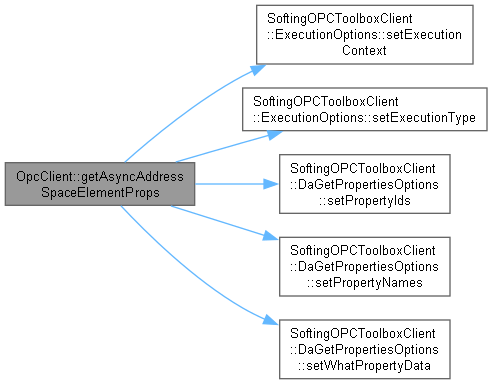 SoftingOPCToolboxClient
::ExecutionOptions::setExecution
Context
SoftingOPCToolboxClient
::ExecutionOptions::setExecutionType
OpcClient::getAsyncAddress
SpaceElementProps
SoftingOPCToolboxClient
::DaGetPropertiesOptions
::setPropertyIds
SoftingOPCToolboxClient
::DaGetPropertiesOptions
::setPropertyNames
SoftingOPCToolboxClient
::DaGetPropertiesOptions
::setWhatPropertyData